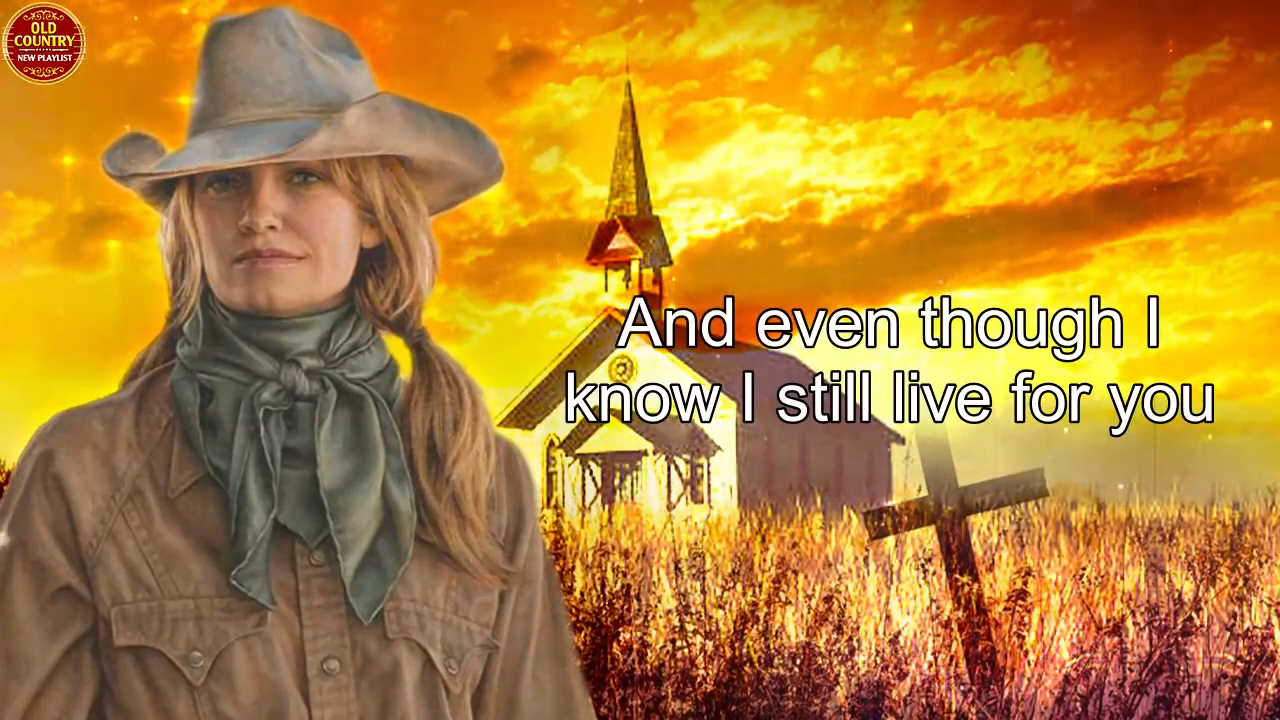 OLD
COUNTRY
NEW PLAYLIST
And even though I
know I still live for you